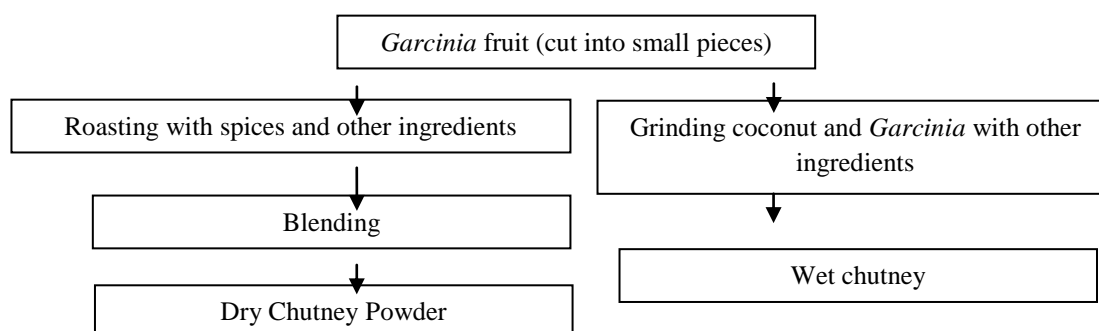 Garcinia fruit (cut into small pieces)
Roasting with spices and other ingredients
Grinding coconut and Garcinia with other
ingredients
Blending
Wet chutney
Dry Chutney Powder